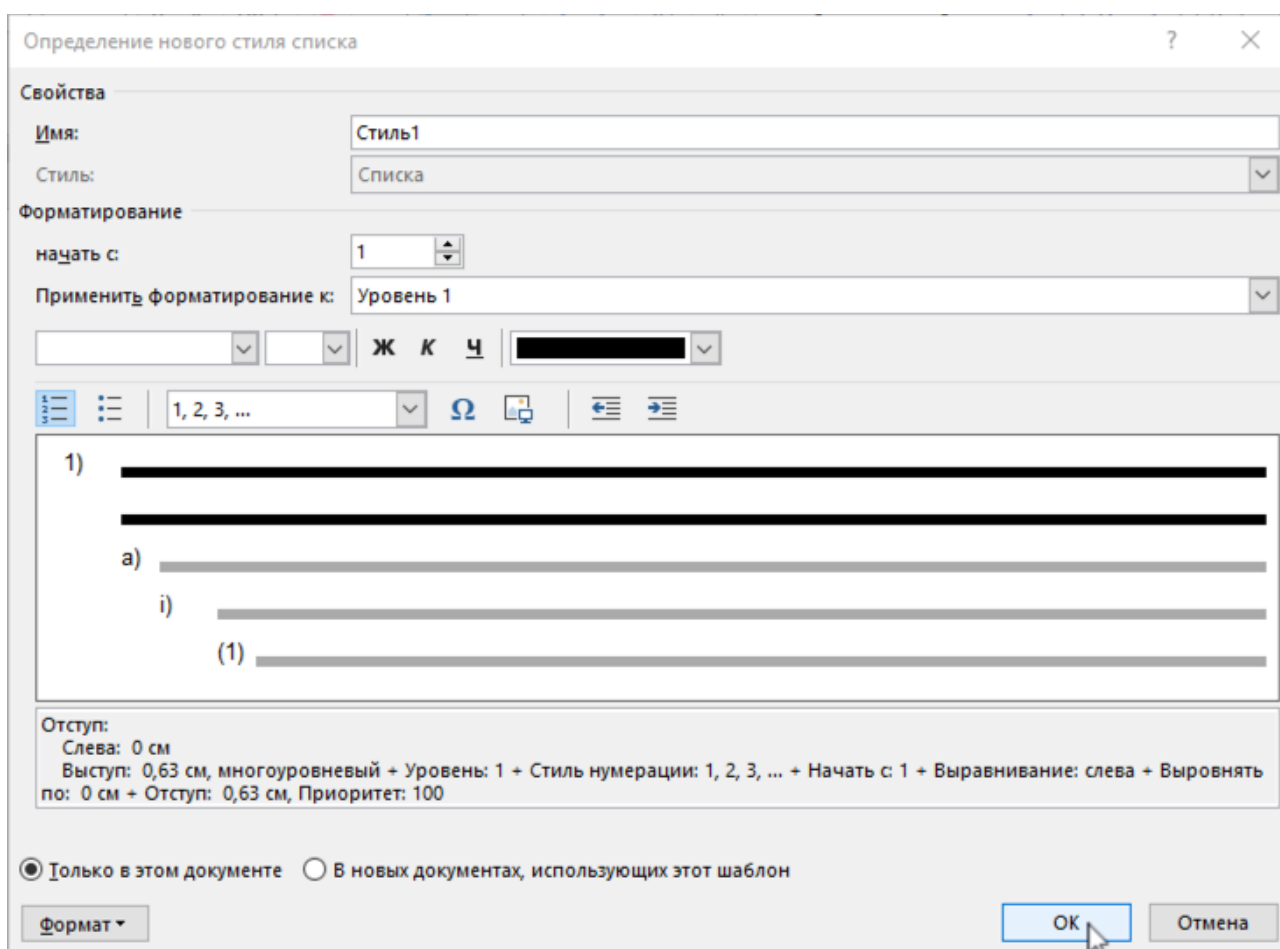 Определение нового стиля списка ?
Свойства
Имя: Стиль1
Стиль: Списка
Форматирование
начать с: 1
Применить форматирование к: Уровень 1
Ж К Ч
1, 2, 3, ... Ω
1)
a)
i)
(1)
Отступ:
Слева: 0 см
Выступ: 0,63 см, многоуровневый + Уровень: 1 + Стиль нумерации: 1, 2, 3, ... + Начать с: 1 + Выравнивание: слева + Выровнять
по: 0 см + Отступ: 0,63 см, Приоритет: 100
Только в этом документе В новых документах, использующих этот шаблон
Формат ОК Отмена